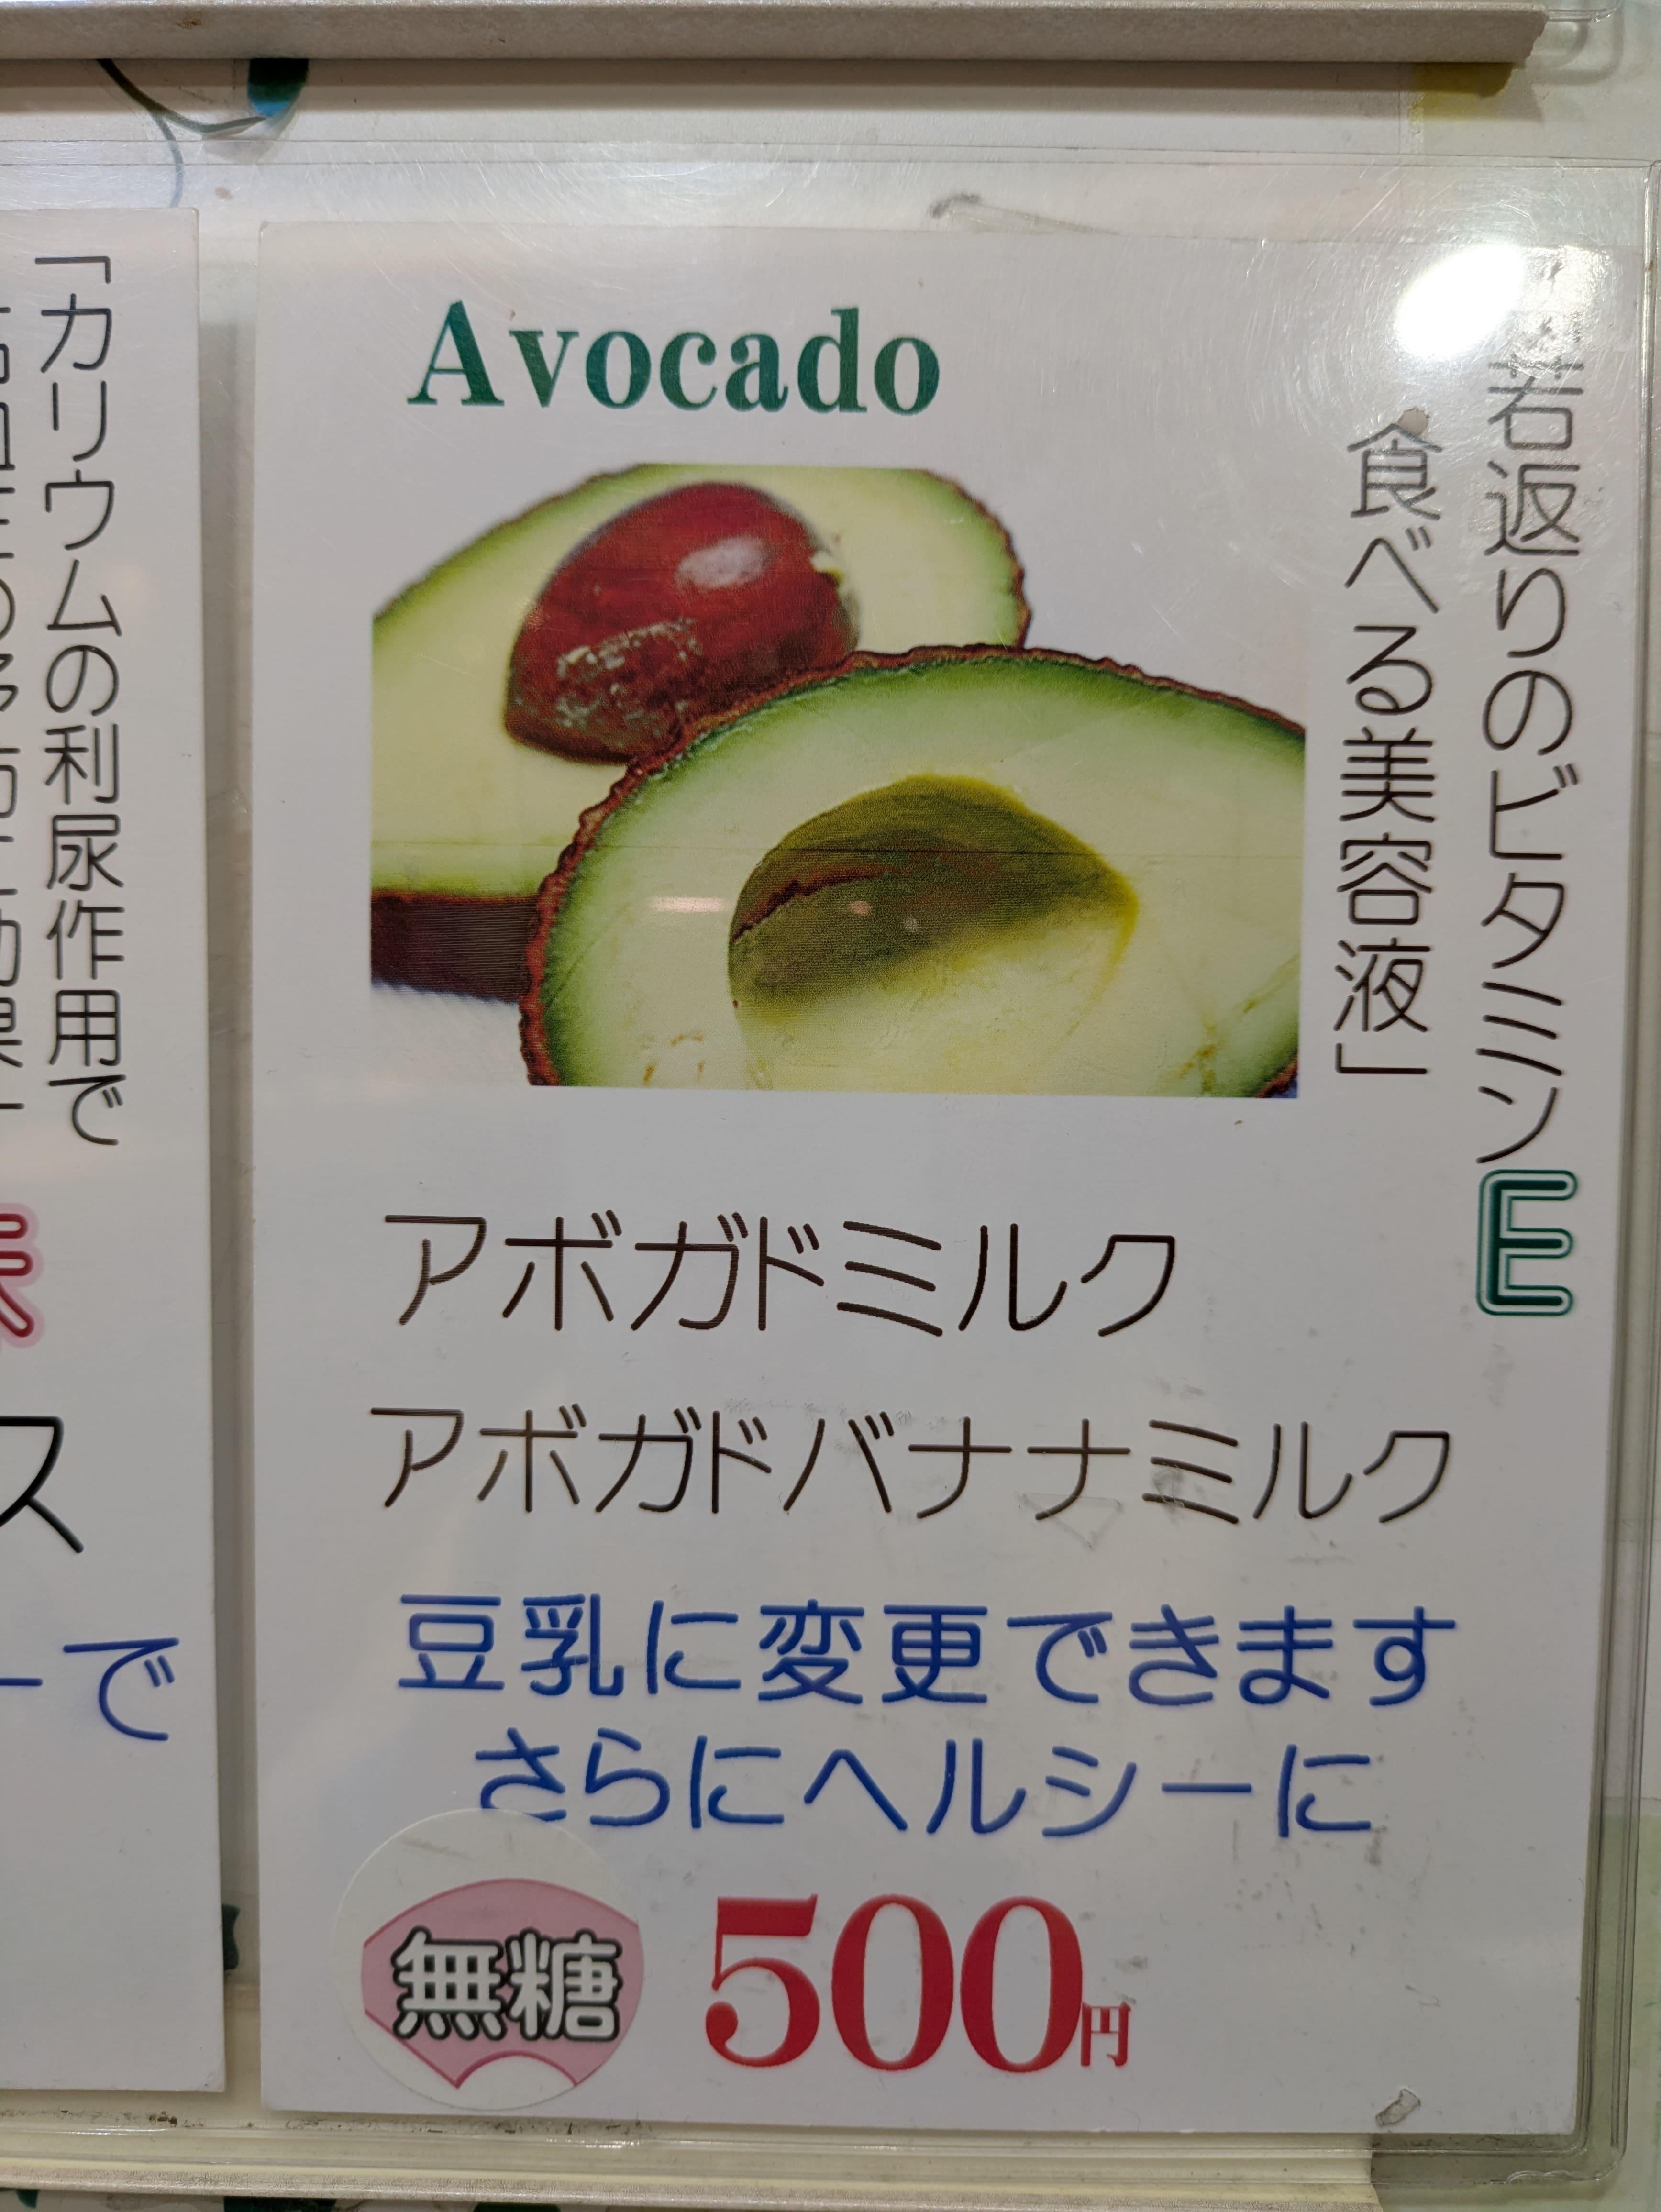 Avocado
若返りのビタミンE
食べる美容液」
アボガドミルク
アボガドバナナミルク
豆乳に変更できます
さらにヘルシーに
無糖
500円
「カリウムの利尿作用で
ス
ーで